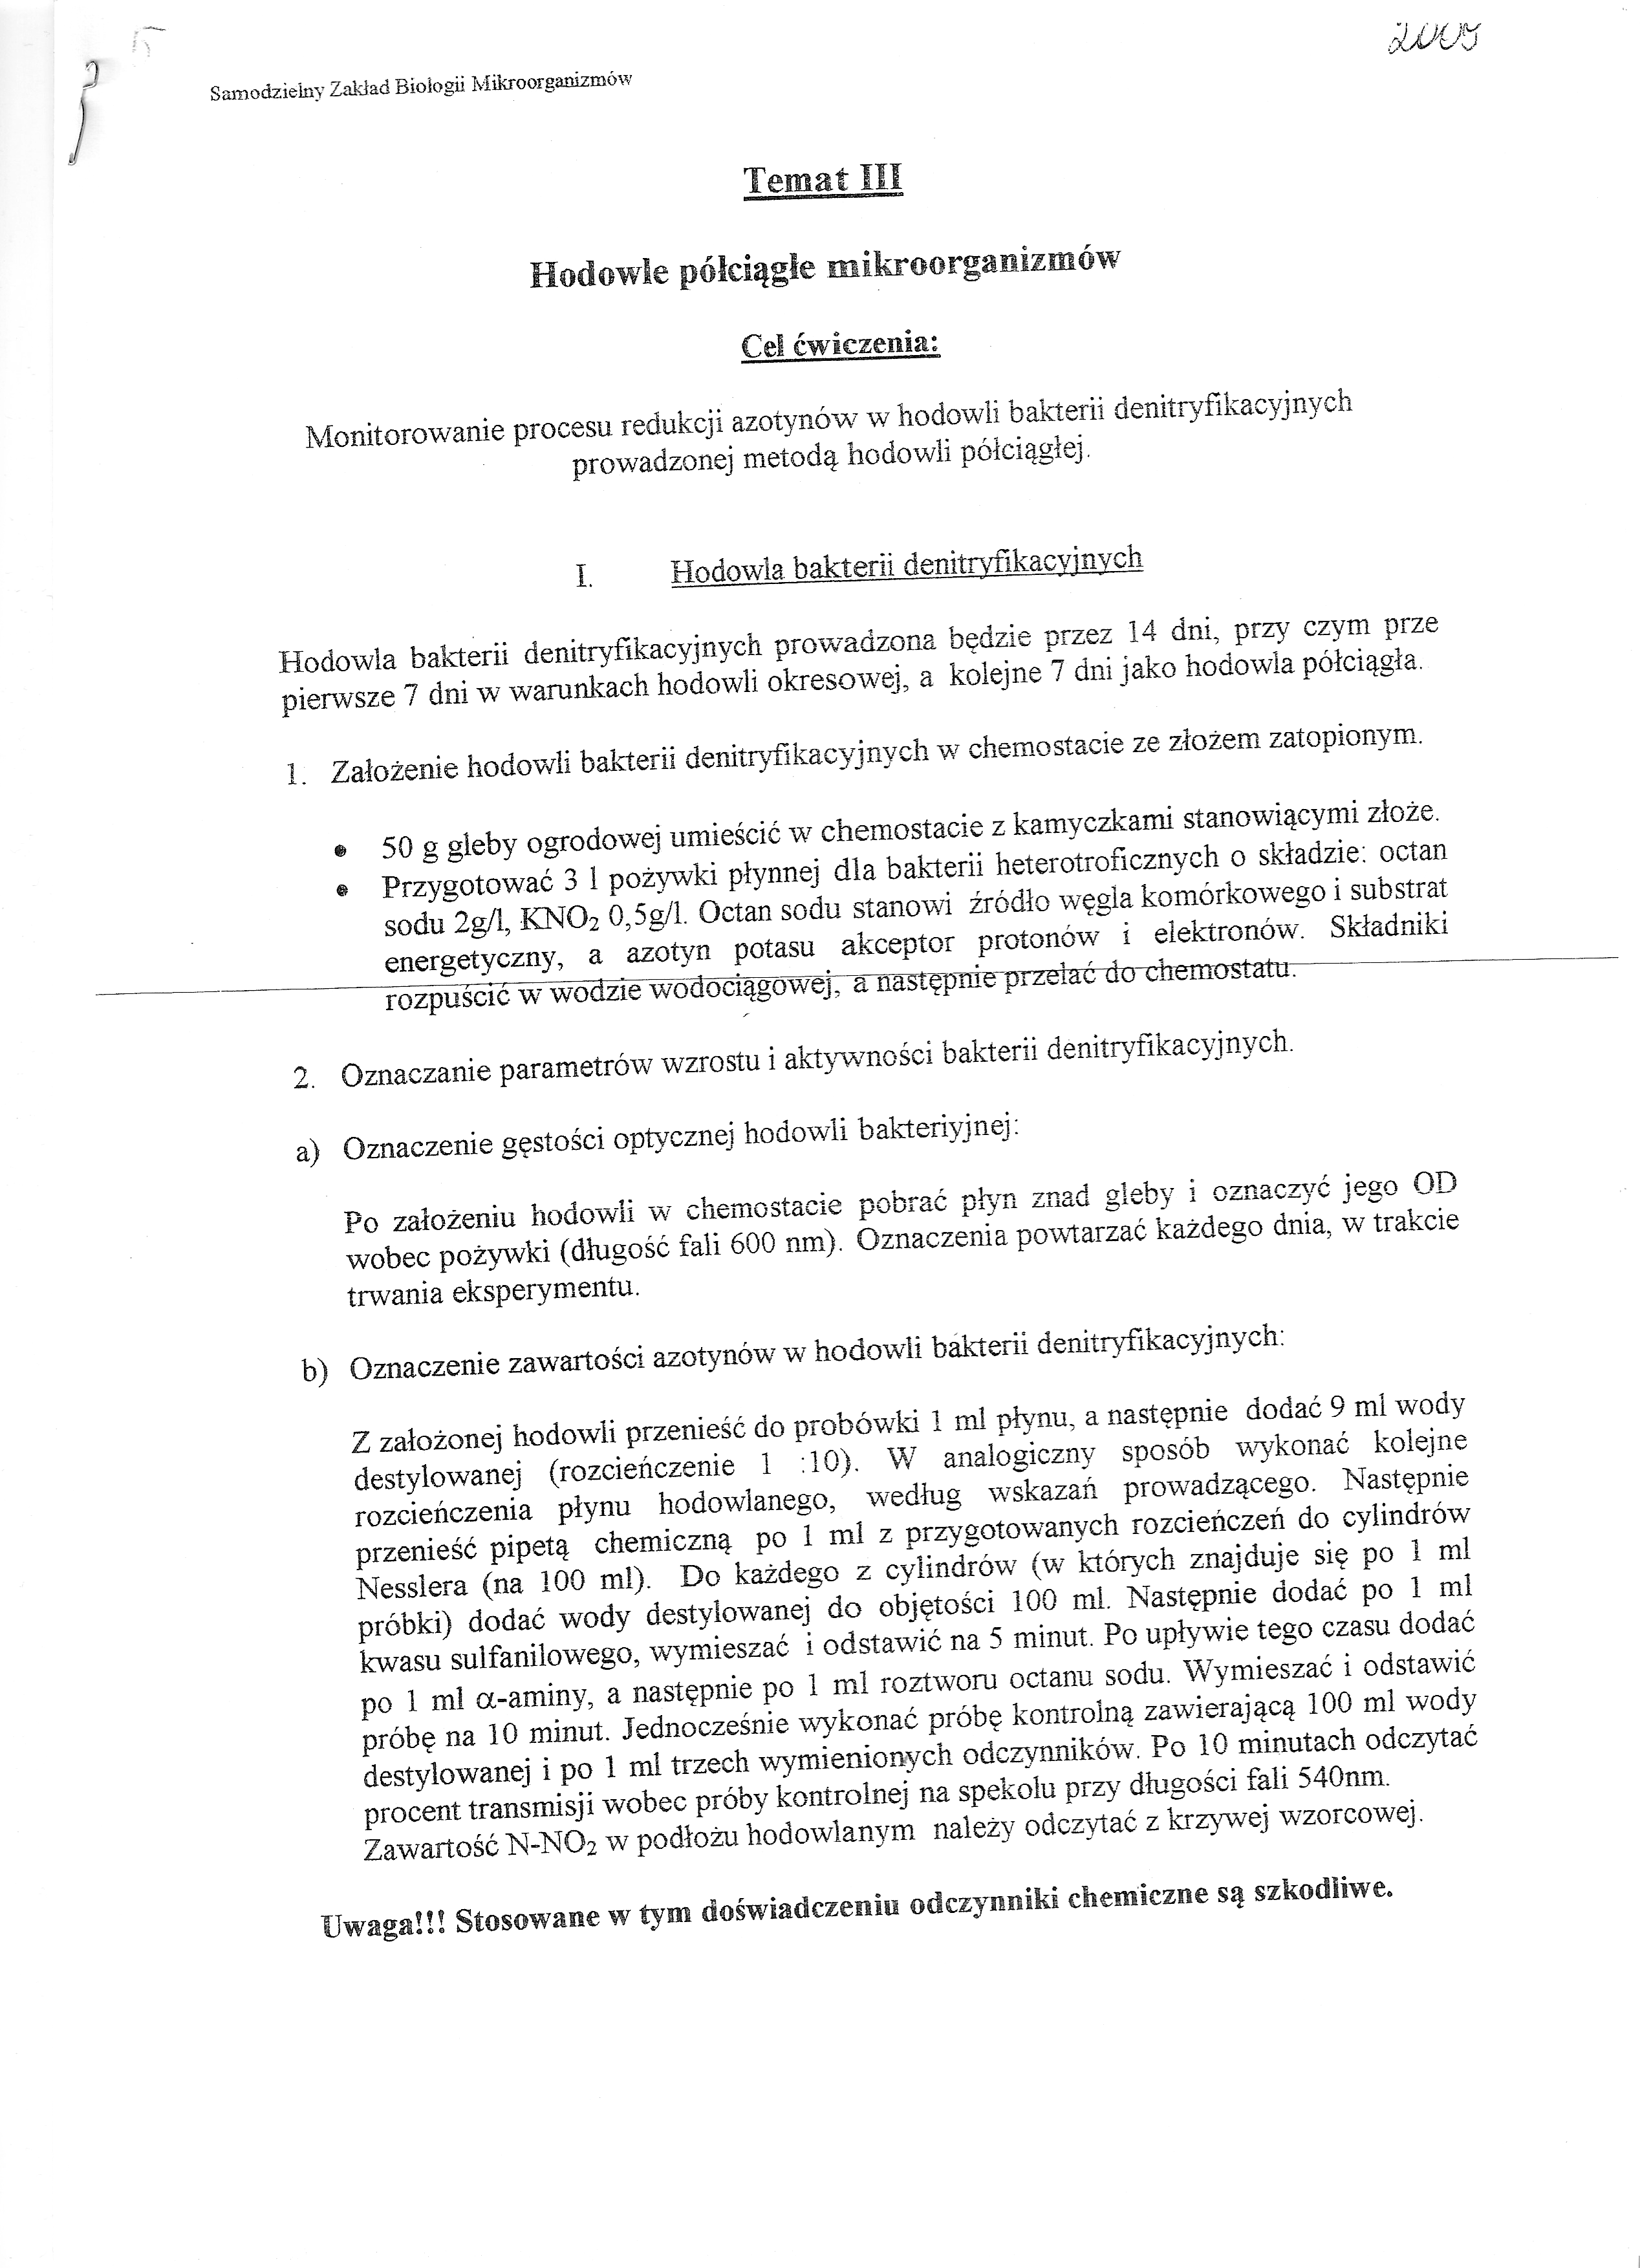 2005
Samodzielny Zakład Biologii Mikroorganizmów
Temat III
Hodowle półciągłe mikroorganizmów
Cel ćwiczenia:
Monitorowanie procesu redukcji azotynów w hodowli bakterii denitryfikacyjnych
prowadzonej metodą hodowli półciągłej.
I. Hodowla bakterii denitryfikacyjnych
Hodowla bakterii denitryfikacyjnych prowadzona będzie przez 14 dni, przy czym prze
pierwsze 7 dni w warunkach hodowli okresowej, a kolejne 7 dni jako hodowla półciągła.
1. Założenie hodowli bakterii denitryfikacyjnych w chemostacie ze złożem zatopionym.
• 50 g gleby ogrodowej umieścić w chemostacie z kamyczkami stanowiącymi złoże.
• Przygotować 3 l pożywki płynnej dla bakterii heterotroficznych o składzie: octan
sodu 2g/l, KNO₂ 0,5g/l. Octan sodu stanowi źródło węgla komórkowego i substrat
energetyczny, a azotyn potasu akceptor protonów i elektronów. Składniki
rozpuścić w wodzie wodociągowej, a następnie przelać do chemostatu.
2. Oznaczanie parametrów wzrostu i aktywności bakterii denitryfikacyjnych.
a) Oznaczenie gęstości optycznej hodowli bakteriyjnej:
Po założeniu hodowli w chemostacie pobrać płyn znad gleby i oznaczyć jego OD
wobec pożywki (długość fali 600 nm). Oznaczenia powtarzać każdego dnia, w trakcie
trwania eksperymentu.
b) Oznaczenie zawartości azotynów w hodowli bakterii denitryfikacyjnych:
Z założonej hodowli przenieść do probówki 1 ml płynu, a następnie dodać 9 ml wody
destylowanej (rozcieńczenie 1 :10). W analogiczny sposób wykonać kolejne
rozcieńczenia płynu hodowlanego, według wskazań prowadzącego. Następnie
przenieść pipetą chemiczną po 1 ml z przygotowanych rozcieńczeń do cylindrów
Nesslera (na 100 ml). Do każdego z cylindrów (w których znajduje się po 1 ml
próbki) dodać wody destylowanej do objętości 100 ml. Następnie dodać po 1 ml
kwasu sulfanilowego, wymieszać i odstawić na 5 minut. Po upływie tego czasu dodać
po 1 ml α-aminy, a następnie po 1 ml roztworu octanu sodu. Wymieszać i odstawić
próbę na 10 minut. Jednocześnie wykonać próbę kontrolną zawierającą 100 ml wody
destylowanej i po 1 ml trzech wymienionych odczynników. Po 10 minutach odczytać
procent transmisji wobec próby kontrolnej na spekolu przy długości fali 540nm.
Zawartość N-NO₂ w podłożu hodowlanym należy odczytać z krzywej wzorcowej.
Uwaga!!! Stosowane w tym doświadczeniu odczynniki chemiczne są szkodliwe.